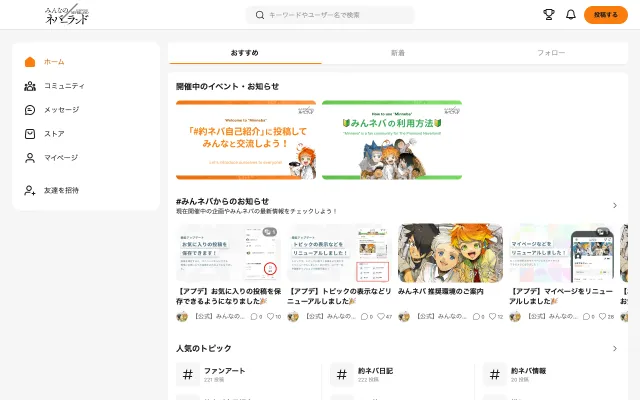 みんなの
ネバーランド
キーワードやユーザー名で検索
投稿する
ホーム
コミュニティ
メッセージ
ストア
マイページ
友達を招待
おすすめ
新着
フォロー
開催中のイベント・お知らせ
Welcome to "Minneba"
「#約ネバ自己紹介」に投稿して
みんなと交流しよう！
Let's introduce ourselves to everyone!
How to use "Minneba"
みんネバの利用方法
"Minneba" is a fan community for The Promised Neverland!
#みんネバからのお知らせ
現在開催中の企画やみんネバの最新情報をチェックしよう！
お気に入りの投稿を
保存できます！
トピックの表示などを
リニューアルしました！
マイページなどを
リニューアルしました！
【アプデ】お気に入りの投稿を保
存できるようになりました🎉
【公式】みんなの...
0
10
【アプデ】トピックの表示などリ
ニューアルしました🎉
【公式】みんなの...
0
47
みんネバ 推奨環境のご案内
【公式】みんなの...
0
12
【アプデ】マイページをリニュー
アルしました🎉
【公式】みんなの...
0
28
人気のトピック
#
ファンアート
221 投稿
#
約ネバ日記
222 投稿
#
約ネバ情報
20 投稿